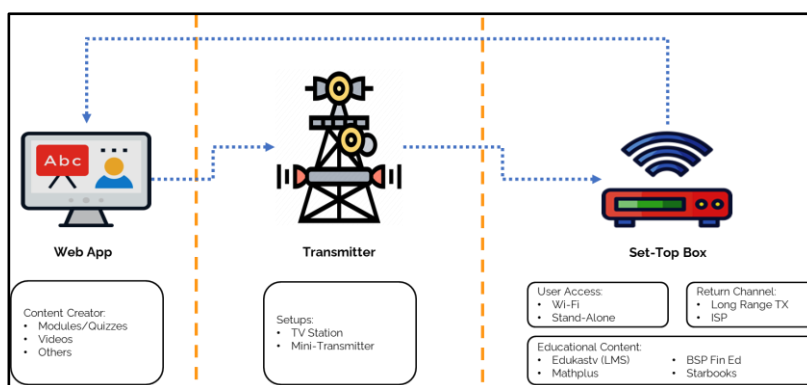 Abc
Web App
Transmitter
Set-Top Box
Content Creator:
• Modules/Quizzes
• Videos
• Others
Setups:
• TV Station
• Mini-Transmitter
User Access:
• Wi-Fi
• Stand-Alone
Return Channel:
• Long Range TX
• ISP
Educational Content:
• Edukastv (LMS)
• Mathplus
• BSP Fin Ed
• Starbooks